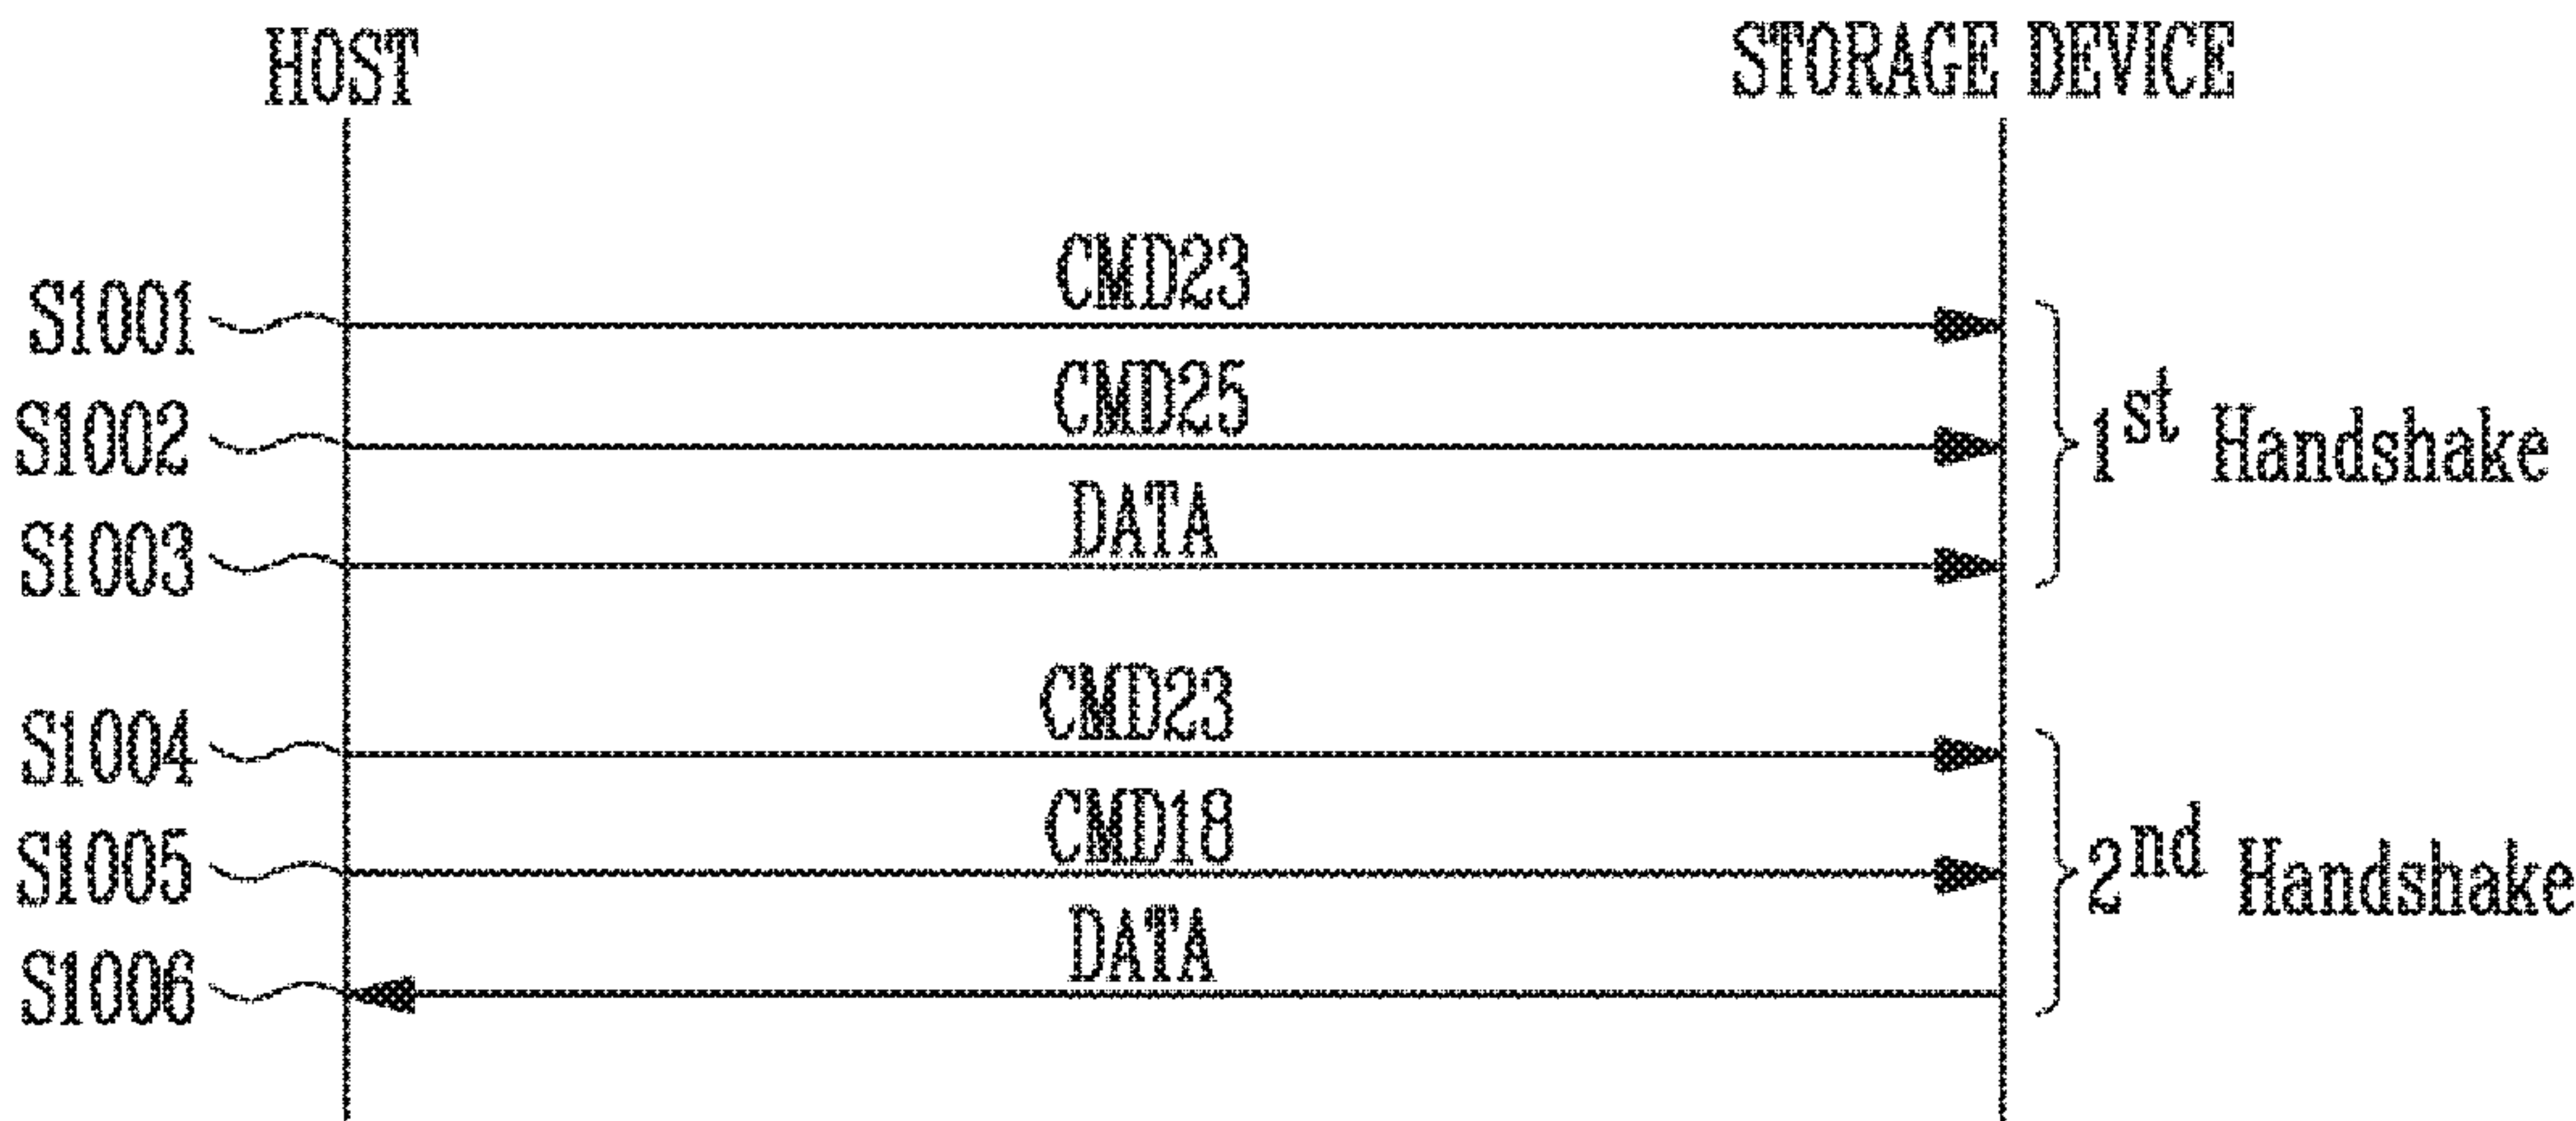 HOST STORAGE DEVICE
CMD23
S1001
CMD25
S1002
1st Handshake
DATA
S1003
CMD23
S1004
CMD18
S1005
2nd Handshake
DATA
S1006